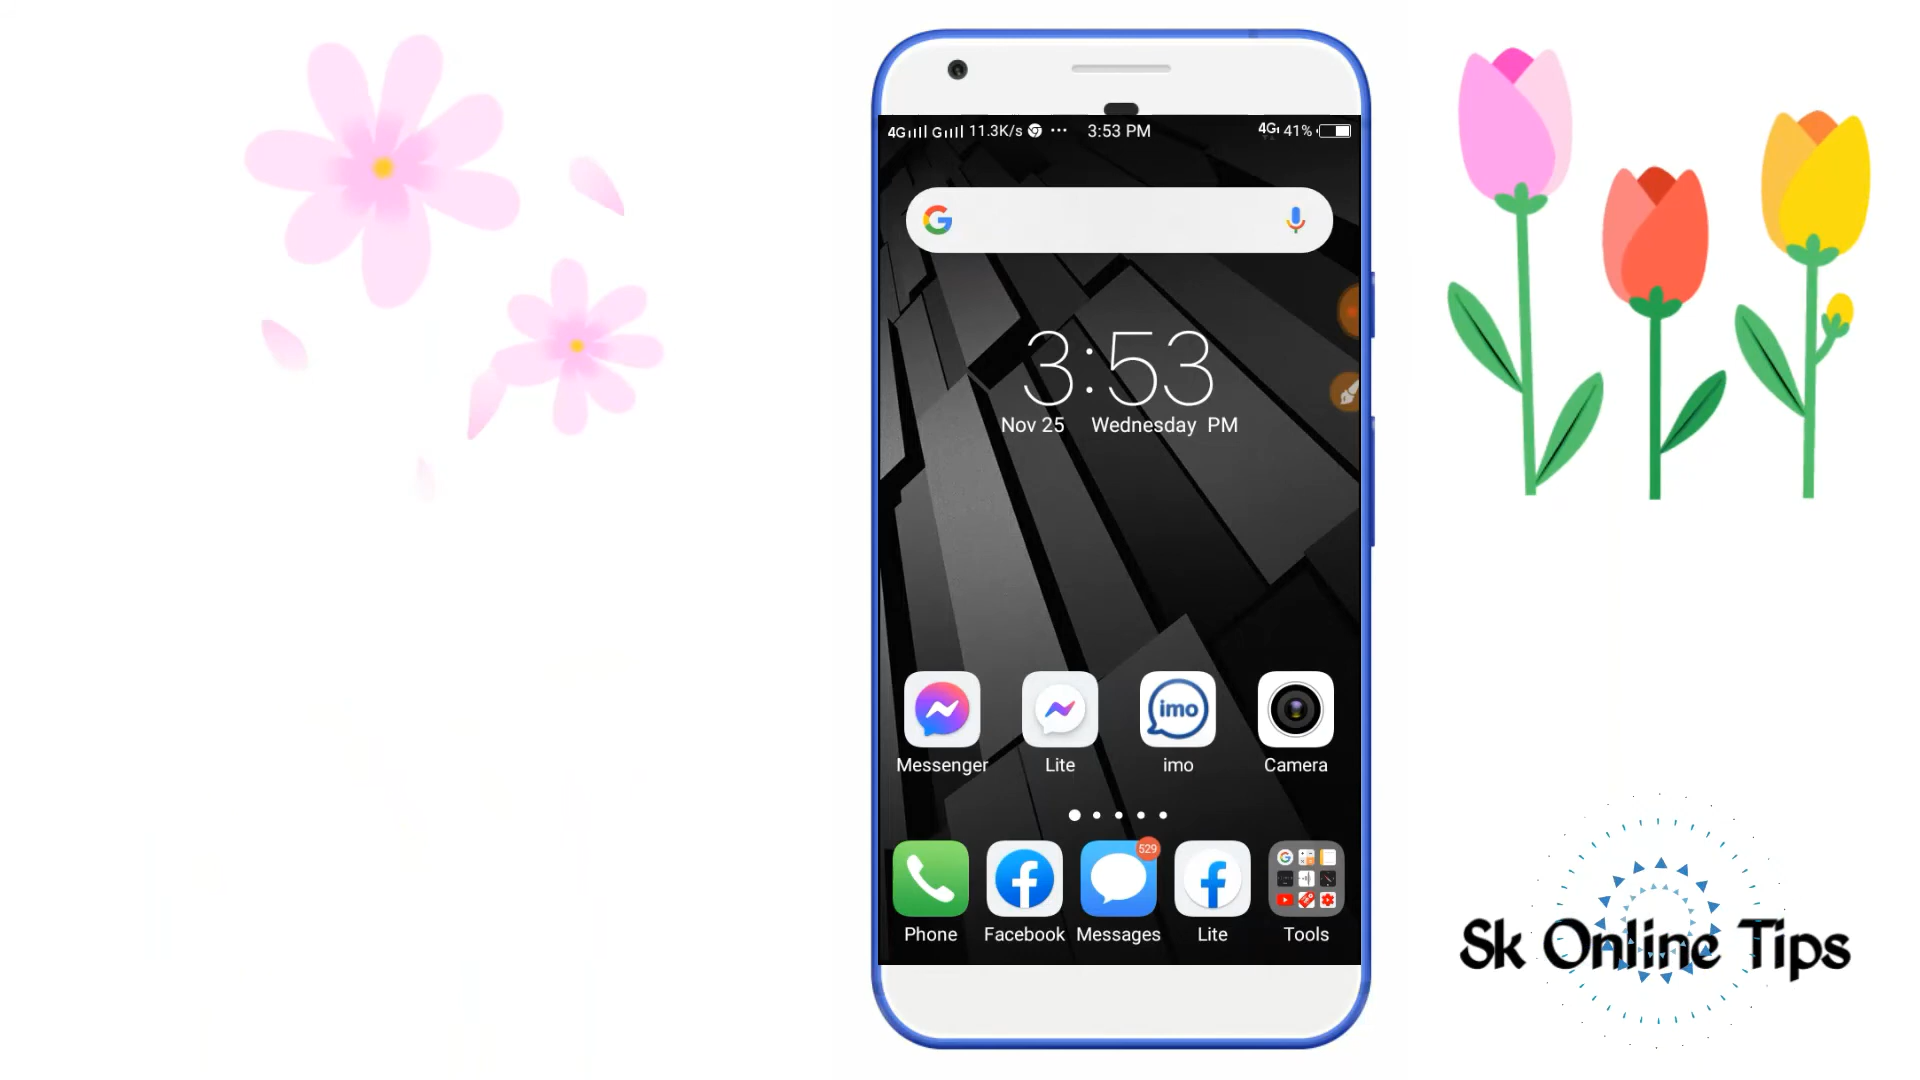 4G G 11.3K/s ... 3:53 PM 4G 41%
3:53
Nov 25 Wednesday PM
imo
Messenger Lite imo Camera
529
Phone Facebook Messages Lite Tools
Sk Online Tips